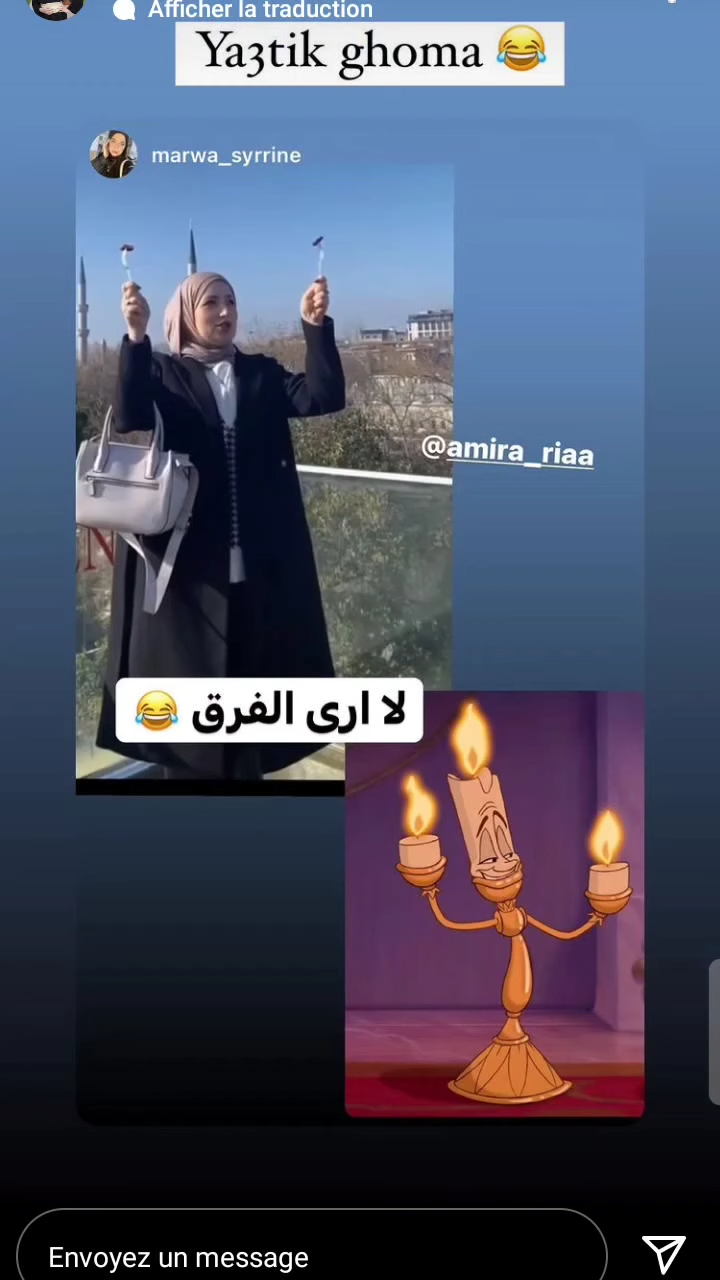 Afficher la traduction
Ya3tik ghoma 😂
marwa_syrrine
@amira_riaa
لا ارى الفرق 😂
Envoyez un message